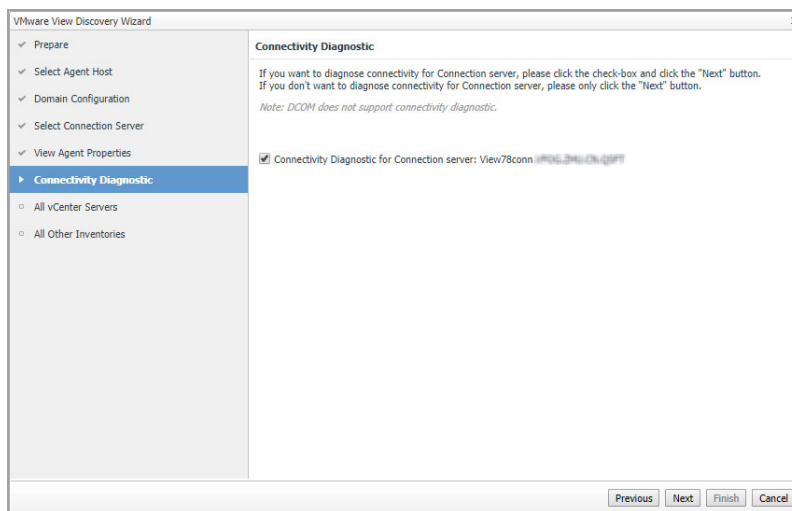 VMware View Discovery Wizard
Prepare
Select Agent Host
Domain Configuration
Select Connection Server
View Agent Properties
Connectivity Diagnostic
All vCenter Servers
All Other Inventories
Connectivity Diagnostic
If you want to diagnose connectivity for Connection server, please click the check-box and click the "Next" button.
If you don't want to diagnose connectivity for Connection server, please only click the "Next" button.
Note: DCOM does not support connectivity diagnostic.
Connectivity Diagnostic for Connection server: View78conn
Previous Next Finish Cancel